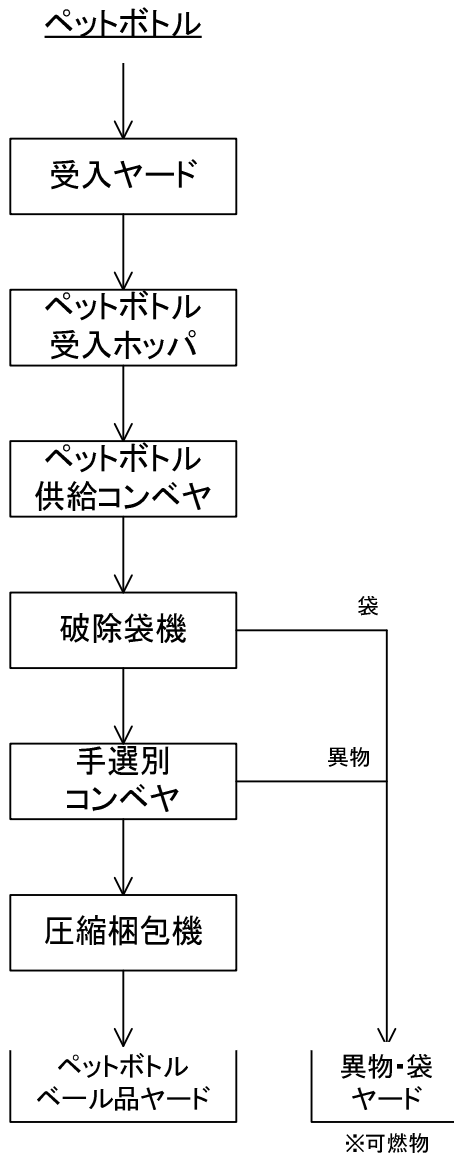 ペットボトル
受入ヤード
ペットボトル
受入ホッパ
ペットボトル
供給コンベヤ
破除袋機
袋
手選別
コンベヤ
異物
圧縮梱包機
ペットボトル
ベール品ヤード
異物・袋
ヤード
※可燃物